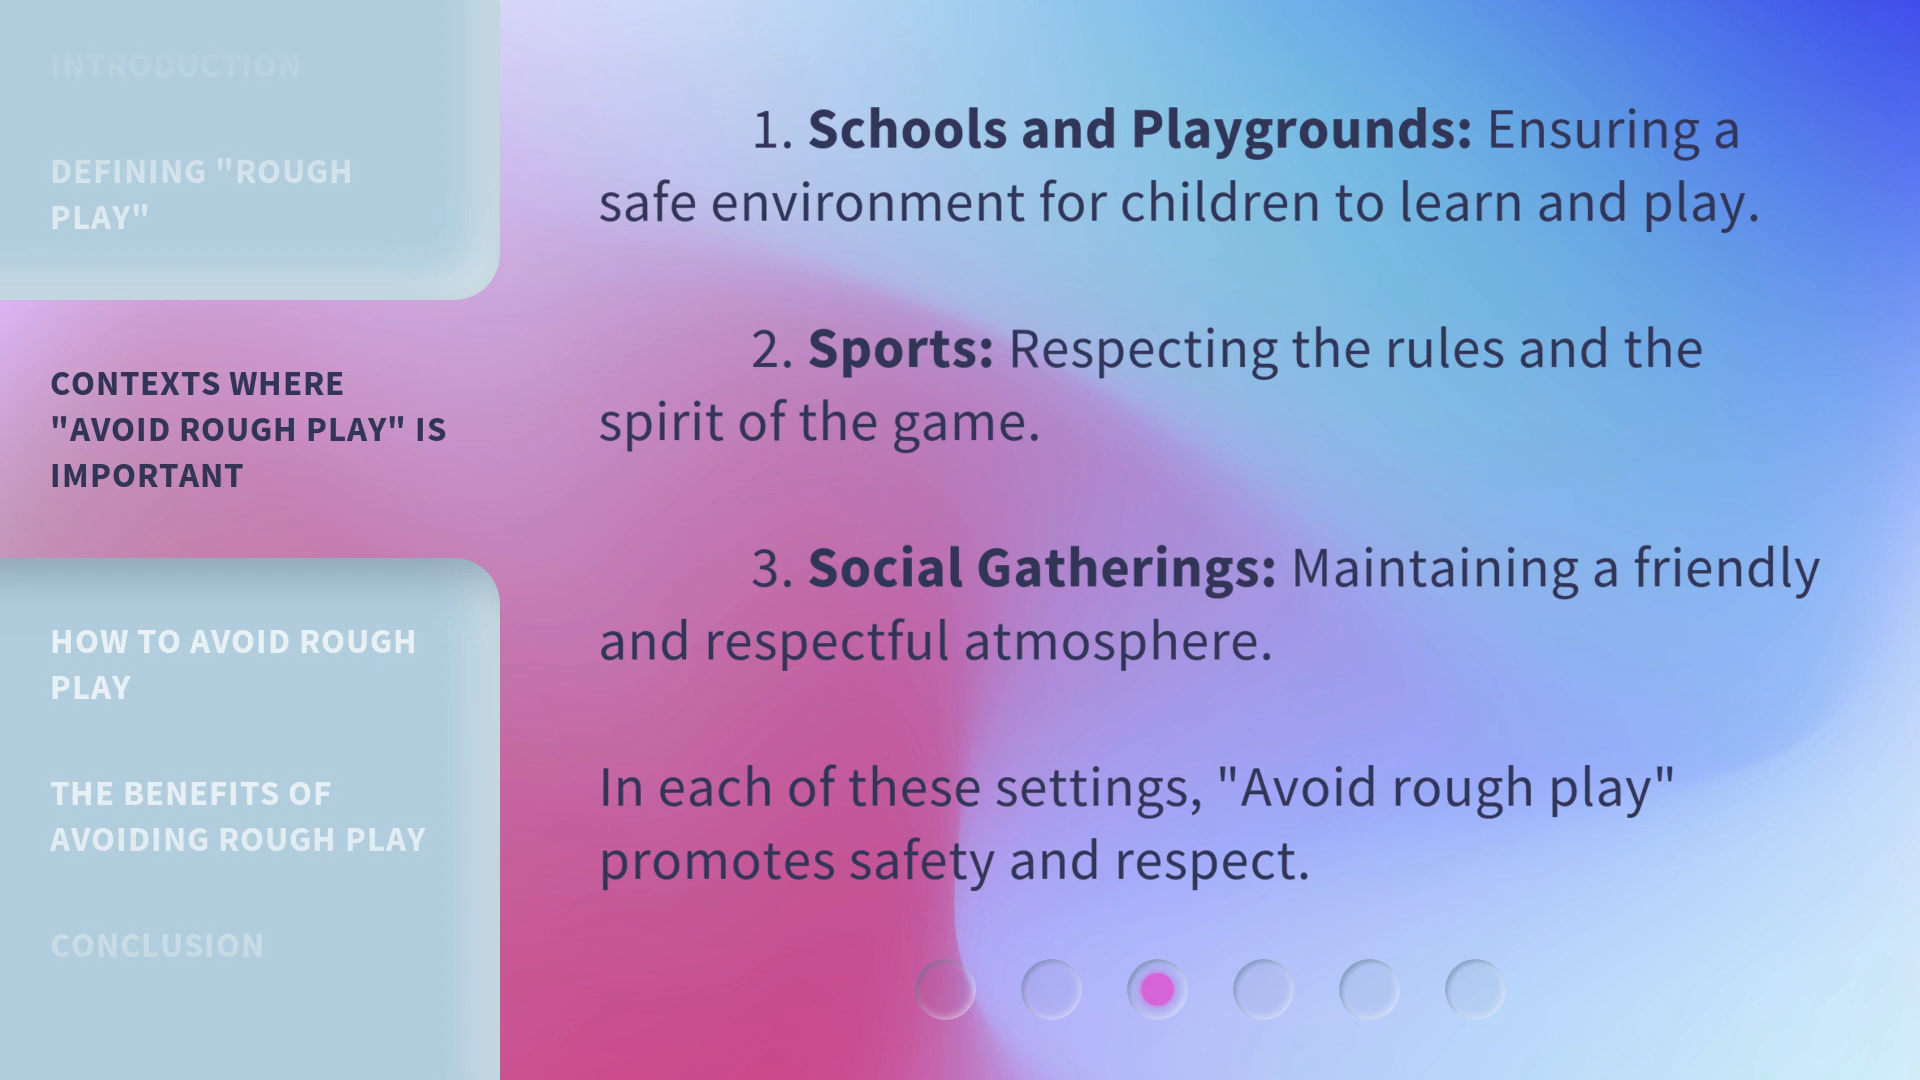 INTRODUCTION
DEFINING "ROUGH
PLAY"
CONTEXTS WHERE
"AVOID ROUGH PLAY" IS
IMPORTANT
HOW TO AVOID ROUGH
PLAY
THE BENEFITS OF
AVOIDING ROUGH PLAY
CONCLUSION
1. Schools and Playgrounds: Ensuring a
safe environment for children to learn and play.
2. Sports: Respecting the rules and the
spirit of the game.
3. Social Gatherings: Maintaining a friendly
and respectful atmosphere.
In each of these settings, "Avoid rough play"
promotes safety and respect.